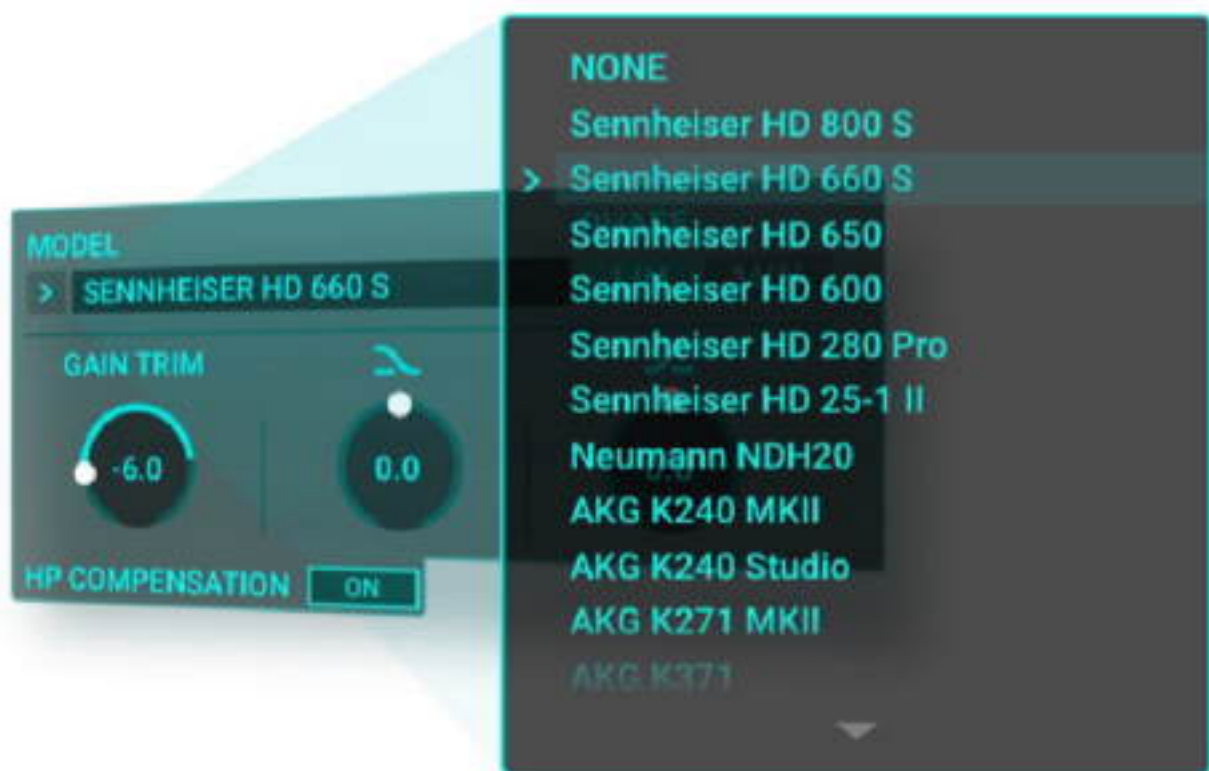 MODEL
SENNHEISER HD 660 S
GAIN TRIM
-6.0
0.0
HP COMPENSATION
ON
NONE
Sennheiser HD 800 S
Sennheiser HD 660 S
Sennheiser HD 650
Sennheiser HD 600
Sennheiser HD 280 Pro
Sennheiser HD 25-1 II
Neumann NDH20
AKG K240 MKII
AKG K240 Studio
AKG K271 MKII
AKG K371